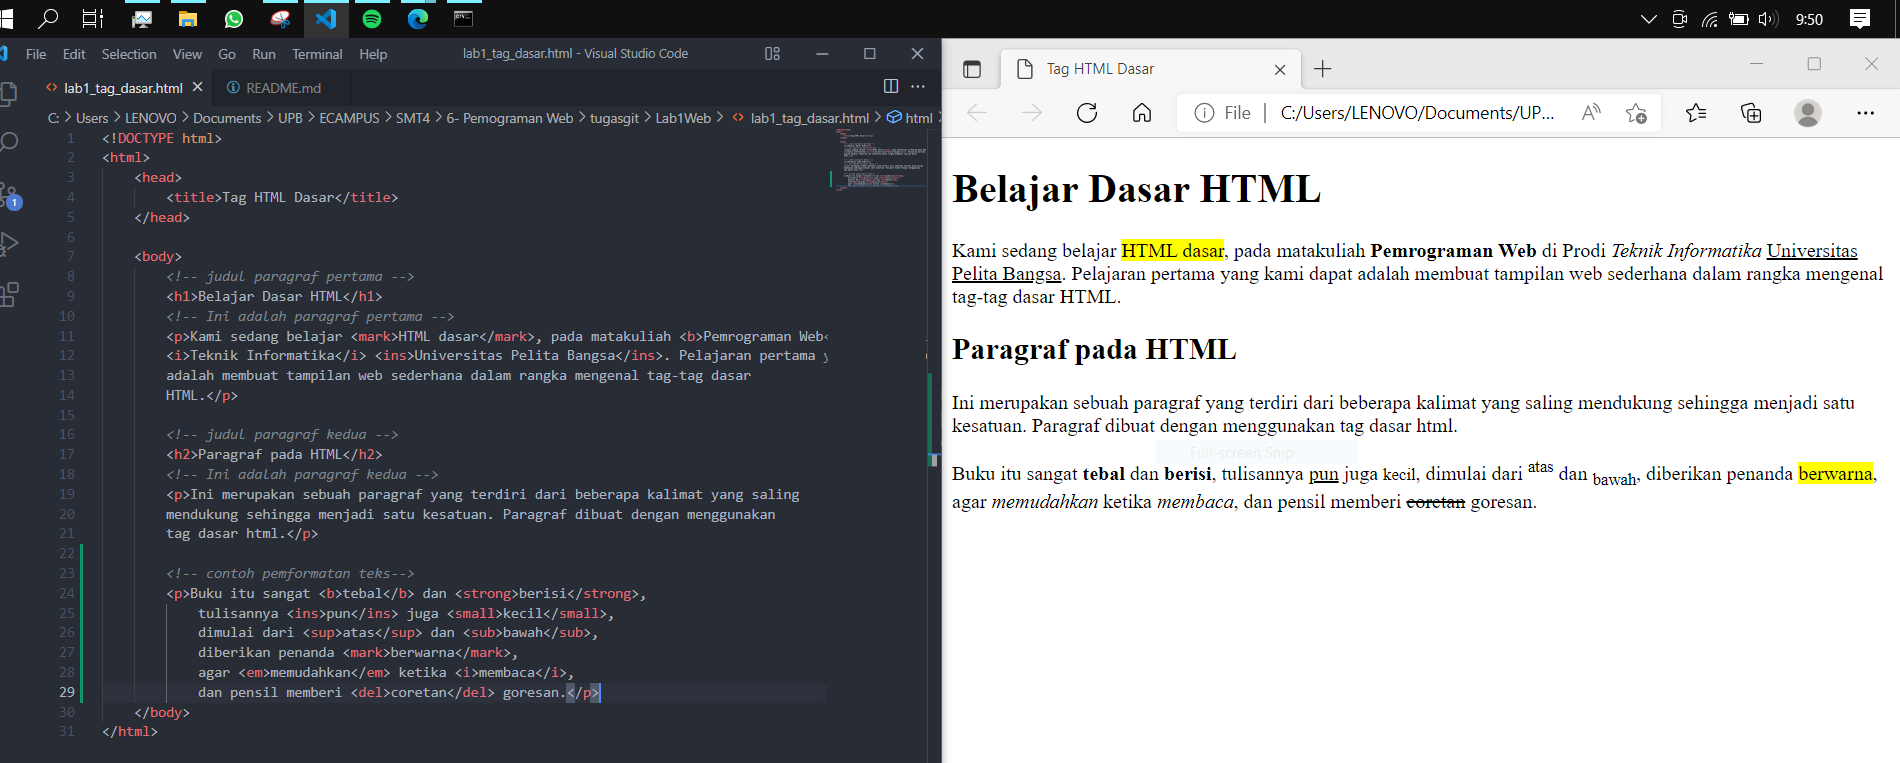 9:50
File Edit Selection View Go Run Terminal Help
lab1_tag_dasar.html - Visual Studio Code
lab1_tag_dasar.html
README.md
C: > Users > LENOVO > Documents > UPB > ECAMPUS > SMT4 > 6- Pemograman Web > tugasgit > Lab1Web > lab1_tag_dasar.html > html >
1 <!DOCTYPE html>
2 <html>
3 <head>
4 <title>Tag HTML Dasar</title>
5 </head>
6
7 <body>
8 <!-- judul paragraf pertama -->
9 <h1>Belajar Dasar HTML</h1>
10 <!-- Ini adalah paragraf pertama -->
11 <p>Kami sedang belajar <mark>HTML dasar</mark>, pada matakuliah <b>Pemrograman Web<
12 <i>Teknik Informatika</i> <ins>Universitas Pelita Bangsa</ins>. Pelajaran pertama y
13 adalah membuat tampilan web sederhana dalam rangka mengenal tag-tag dasar
14 HTML.</p>
15
16 <!-- judul paragraf kedua -->
17 <h2>Paragraf pada HTML</h2>
18 <!-- Ini adalah paragraf kedua -->
19 <p>Ini merupakan sebuah paragraf yang terdiri dari beberapa kalimat yang saling
20 mendukung sehingga menjadi satu kesatuan. Paragraf dibuat dengan menggunakan
21 tag dasar html.</p>
22
23 <!-- contoh pemformatan teks-->
24 <p>Buku itu sangat <b>tebal</b> dan <strong>berisi</strong>,
25 tulisannya <ins>pun</ins> juga <small>kecil</small>,
26 dimulai dari <sup>atas</sup> dan <sub>bawah</sub>,
27 diberikan penanda <mark>berwarna</mark>,
28 agar <em>memudahkan</em> ketika <i>membaca</i>,
29 dan pensil memberi <del>coretan</del> goresan.</p>
30 </body>
31 </html>
1
Tag HTML Dasar
File | C:/Users/LENOVO/Documents/UP...
Belajar Dasar HTML
Kami sedang belajar HTML dasar, pada matakuliah Pemrograman Web di Prodi Teknik Informatika Universitas
Pelita Bangsa. Pelajaran pertama yang kami dapat adalah membuat tampilan web sederhana dalam rangka mengenal
tag-tag dasar HTML.
Paragraf pada HTML
Ini merupakan sebuah paragraf yang terdiri dari beberapa kalimat yang saling mendukung sehingga menjadi satu
kesatuan. Paragraf dibuat dengan menggunakan tag dasar html.
Full-screen Snip
Buku itu sangat tebal dan berisi, tulisannya pun juga kecil, dimulai dari atas dan bawah, diberikan penanda berwarna,
agar memudahkan ketika membaca, dan pensil memberi coretan goresan.